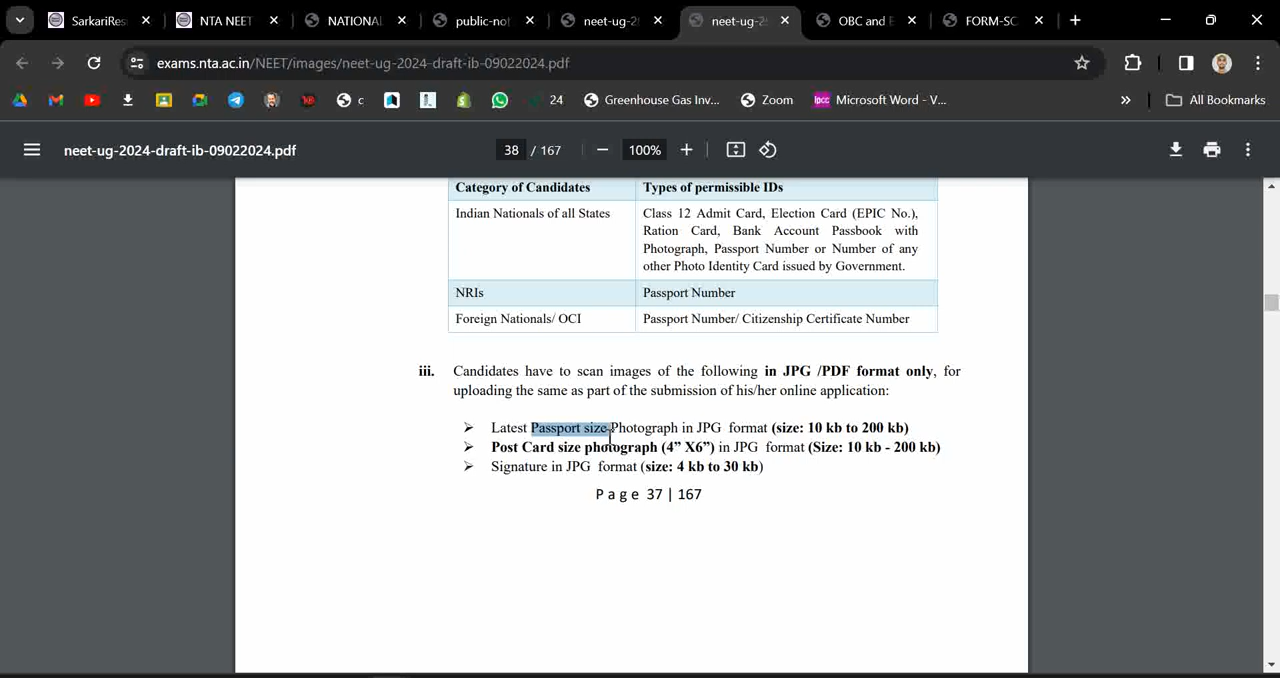 SarkariRes
NTA NEET
NATIONAL
public-not
neet-ug-2
neet-ug-2
OBC and E
FORM-SC
exams.nta.ac.in/NEET/images/neet-ug-2024-draft-ib-09022024.pdf
c
24
Greenhouse Gas Inv...
Zoom
ipcc
Microsoft Word - V...
All Bookmarks
neet-ug-2024-draft-ib-09022024.pdf
38 / 167
100%
Category of Candidates
Types of permissible IDs
Indian Nationals of all States
Class 12 Admit Card, Election Card (EPIC No.),
Ration Card, Bank Account Passbook with
Photograph, Passport Number or Number of any
other Photo Identity Card issued by Government.
NRIs
Passport Number
Foreign Nationals/ OCI
Passport Number/ Citizenship Certificate Number
iii. Candidates have to scan images of the following in JPG /PDF format only, for
uploading the same as part of the submission of his/her online application:
➢ Latest Passport size Photograph in JPG format (size: 10 kb to 200 kb)
➢ Post Card size photograph (4” X6”) in JPG format (Size: 10 kb - 200 kb)
➢ Signature in JPG format (size: 4 kb to 30 kb)
Page 37 | 167